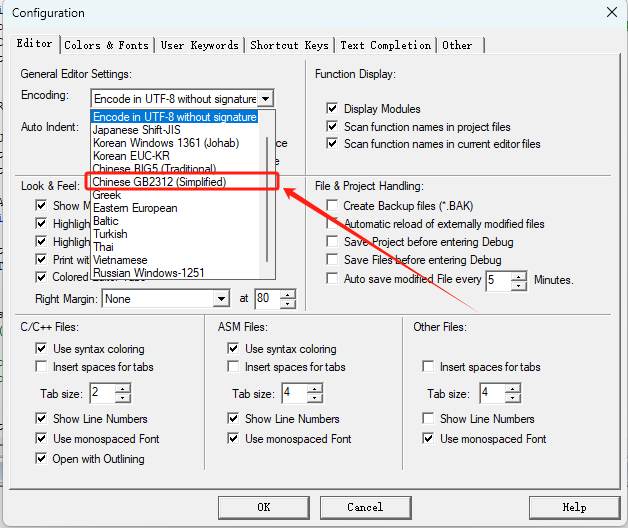 Configuration
Editor Colors & Fonts User Keywords Shortcut Keys Text Completion Other
General Editor Settings:
Encoding: Encode in UTF-8 without signature
Encode in UTF-8 without signature
Japanese Shift-JIS
Korean Windows 1361 (Johab)
Korean EUC-KR
Chinese BIG5 (Traditional)
Chinese GB2312 (Simplified)
Greek
Eastern European
Baltic
Turkish
Thai
Vietnamese
Russian Windows-1251
Auto Indent:
Function Display:
Display Modules
Scan function names in project files
Scan function names in current editor files
Look & Feel:
Show M
Highligh
Highligh
Print wit
Colored
Right Margin: None at 80
File & Project Handling:
Create Backup files (*.BAK)
Automatic reload of externally modified files
Save Project before entering Debug
Save Files before entering Debug
Auto save modified File every 5 Minutes.
C/C++ Files:
Use syntax coloring
Insert spaces for tabs
Tab size: 2
Show Line Numbers
Use monospaced Font
Open with Outlining
ASM Files:
Use syntax coloring
Insert spaces for tabs
Tab size: 4
Show Line Numbers
Use monospaced Font
Other Files:
Insert spaces for tabs
Tab size: 4
Show Line Numbers
Use monospaced Font
OK Cancel Help